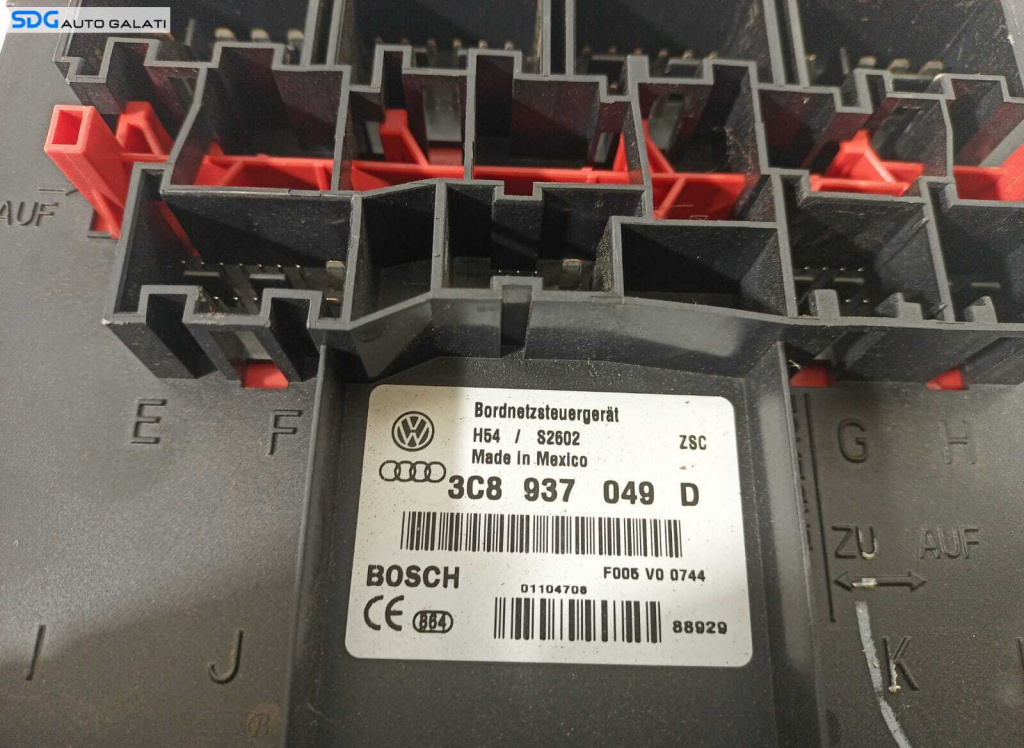 SDG AUTO GALATI
AUF
E
F
G
H
Bordnetzsteuergerät
H54 / S2602 ZSC
Made in Mexico
3C8 937 049 D
BOSCH
F005 V0 0744
01104706
CE 864
88929
ZU AUF
I
J
K
B